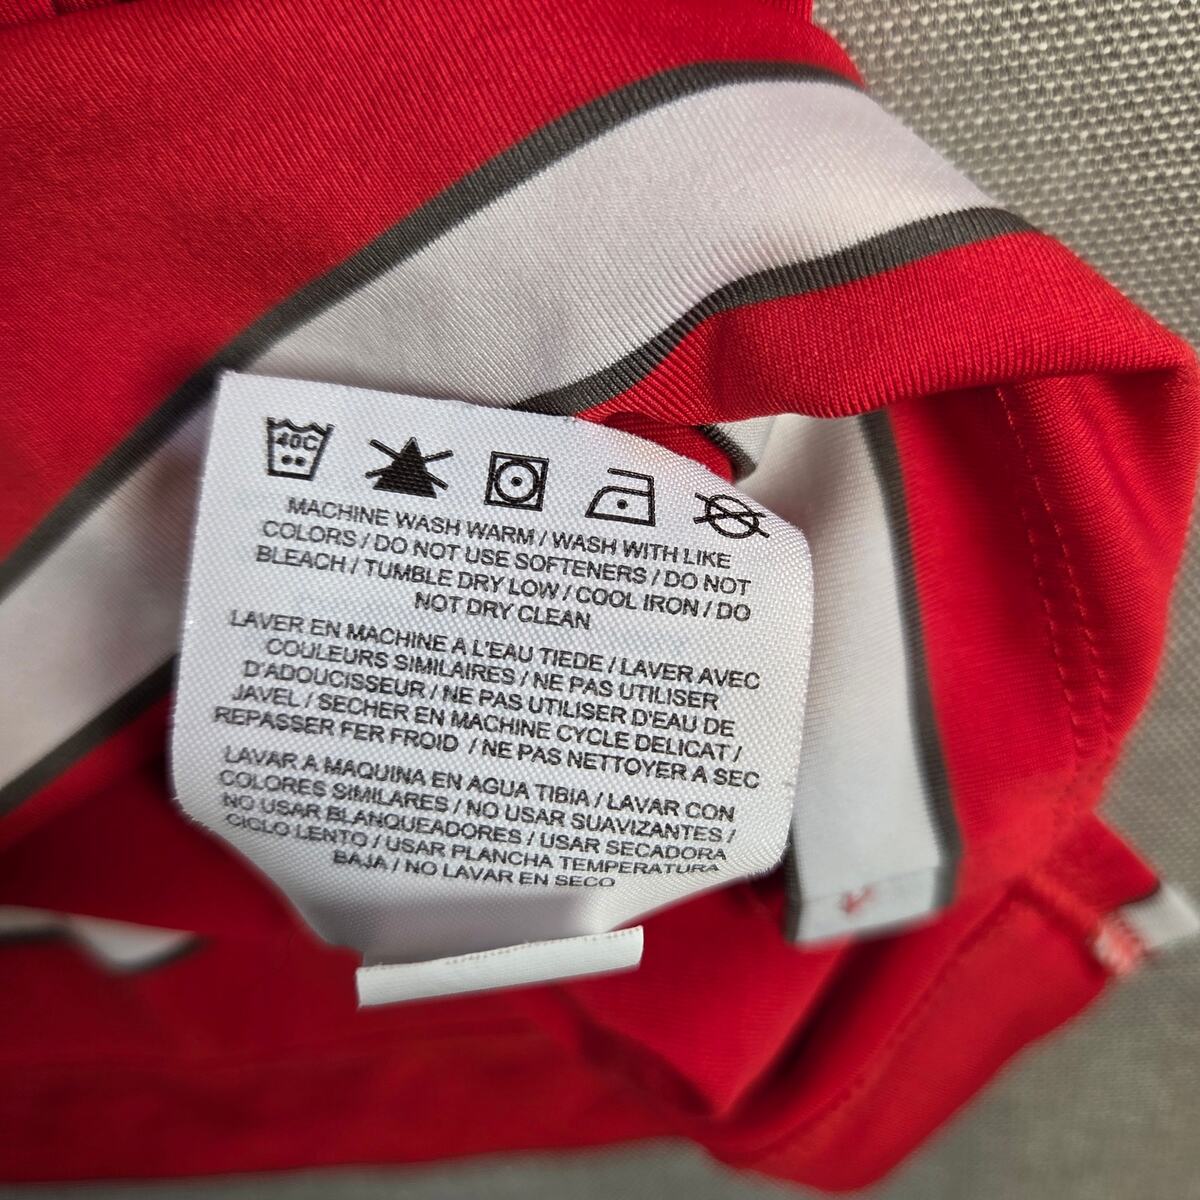 40C
MACHINE WASH WARM / WASH WITH LIKE
COLORS / DO NOT USE SOFTENERS / DO NOT
BLEACH / TUMBLE DRY LOW / COOL IRON / DO
NOT DRY CLEAN
LAVER EN MACHINE A L'EAU TIEDE / LAVER AVEC
COULEURS SIMILAIRES / NE PAS UTILISER
D'ADOUCISSEUR / NE PAS UTILISER D'EAU DE
JAVEL / SECHER EN MACHINE CYCLE DELICAT /
REPASSER FER FROID / NE PAS NETTOYER A SEC
LAVAR A MAQUINA EN AGUA TIBIA / LAVAR CON
COLORES SIMILARES / NO USAR SUAVIZANTES /
NO USAR BLANQUEADORES / USAR SECADORA
CICLO LENTO / USAR PLANCHA TEMPERATURA
BAJA / NO LAVAR EN SECO